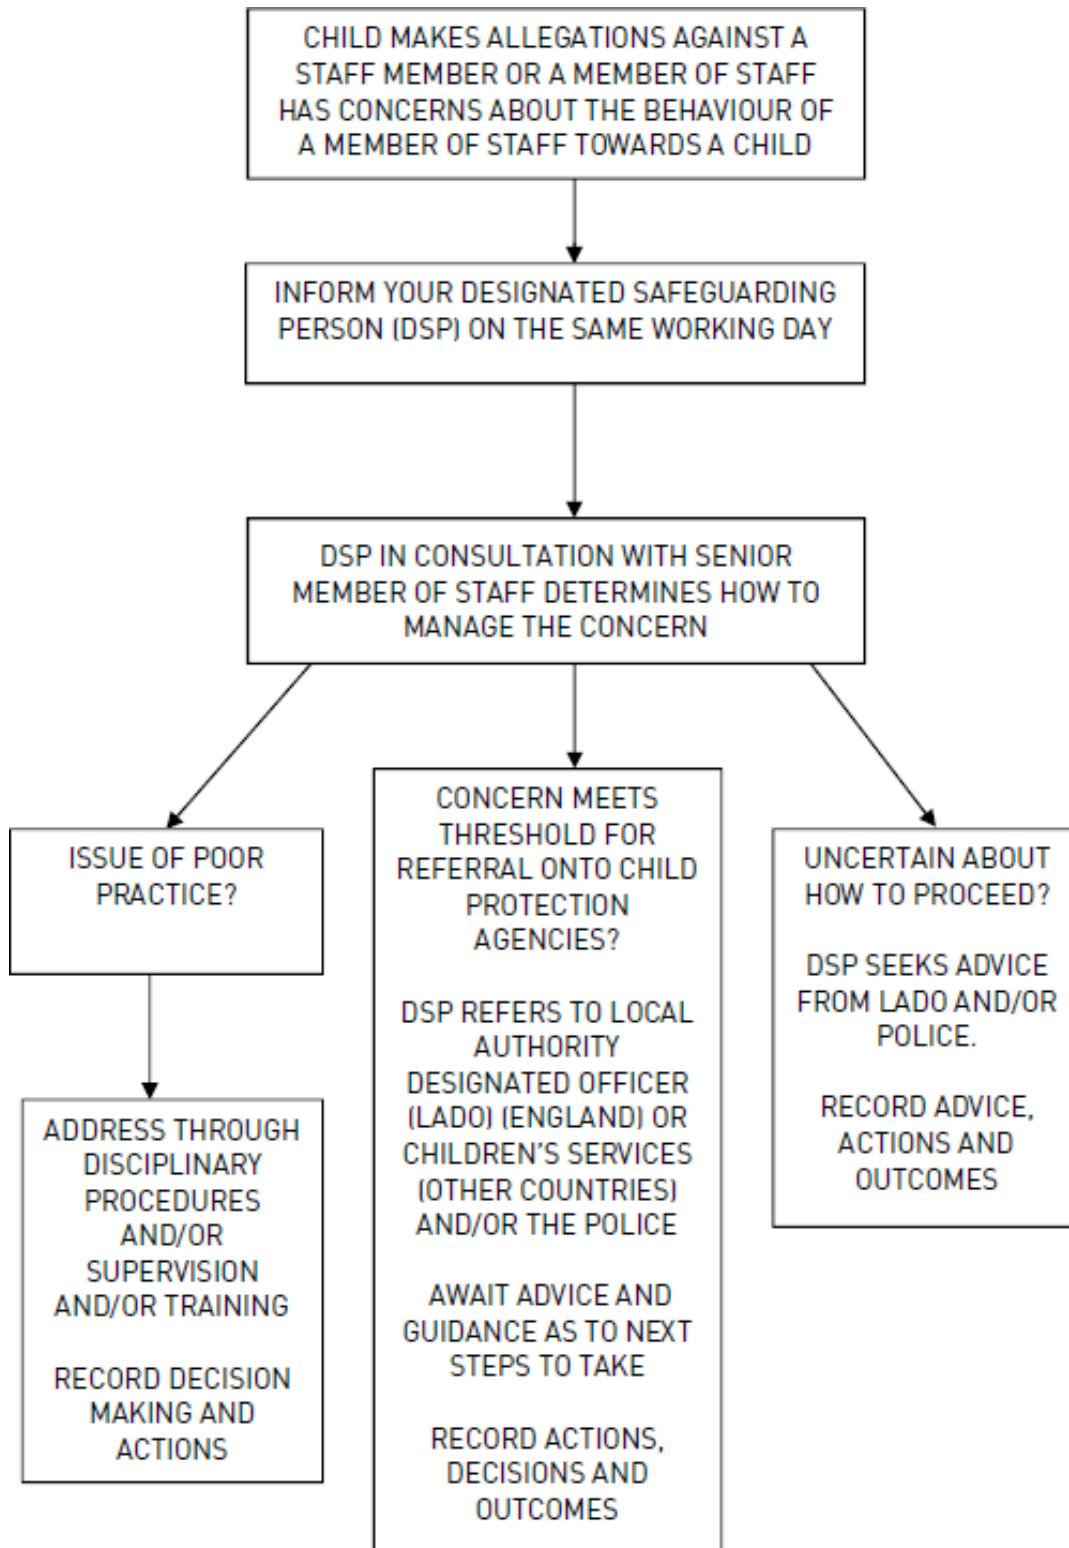 CHILD MAKES ALLEGATIONS AGAINST A
STAFF MEMBER OR A MEMBER OF STAFF
HAS CONCERNS ABOUT THE BEHAVIOUR OF
A MEMBER OF STAFF TOWARDS A CHILD
INFORM YOUR DESIGNATED SAFEGUARDING
PERSON (DSP) ON THE SAME WORKING DAY
DSP IN CONSULTATION WITH SENIOR
MEMBER OF STAFF DETERMINES HOW TO
MANAGE THE CONCERN
ISSUE OF POOR
PRACTICE?
ADDRESS THROUGH
DISCIPLINARY
PROCEDURES
AND/OR
SUPERVISION
AND/OR TRAINING
RECORD DECISION
MAKING AND
ACTIONS
CONCERN MEETS
THRESHOLD FOR
REFERRAL ONTO CHILD
PROTECTION
AGENCIES?
DSP REFERS TO LOCAL
AUTHORITY
DESIGNATED OFFICER
(LADO) (ENGLAND) OR
CHILDREN'S SERVICES
(OTHER COUNTRIES)
AND/OR THE POLICE
AWAIT ADVICE AND
GUIDANCE AS TO NEXT
STEPS TO TAKE
RECORD ACTIONS,
DECISIONS AND
OUTCOMES
UNCERTAIN ABOUT
HOW TO PROCEED?
DSP SEEKS ADVICE
FROM LADO AND/OR
POLICE.
RECORD ADVICE,
ACTIONS AND
OUTCOMES